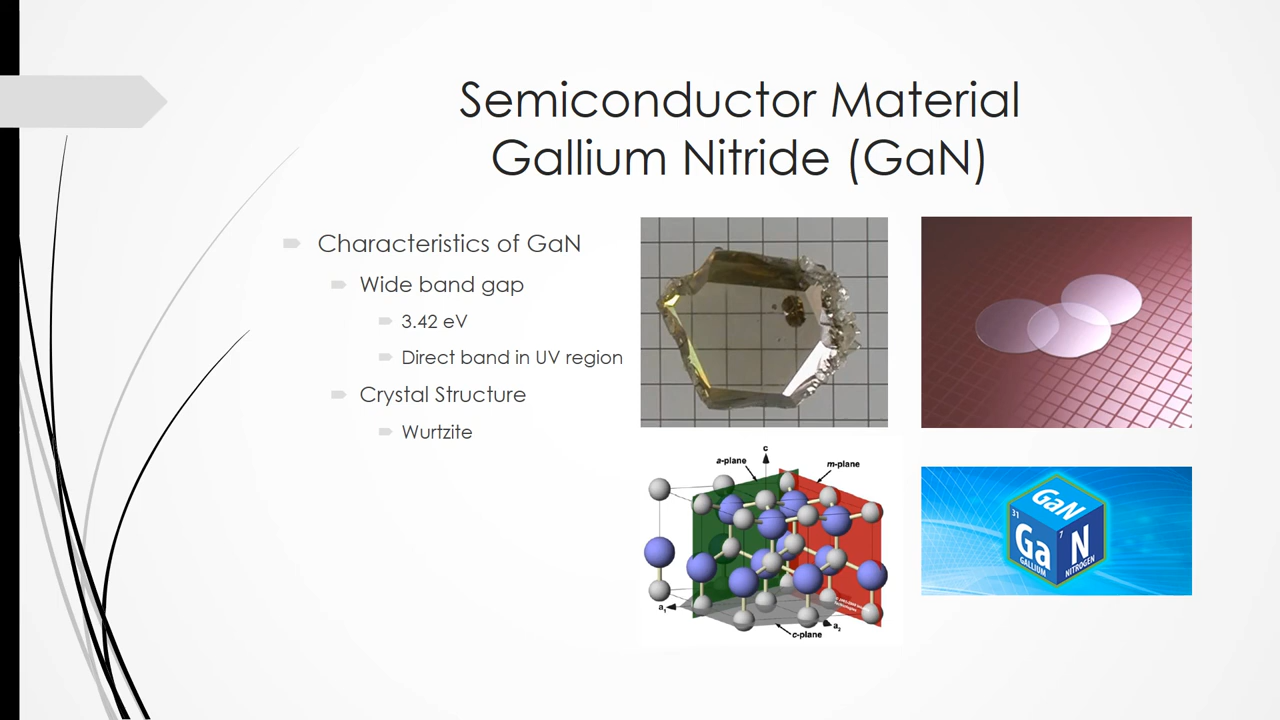 Semiconductor Material
Gallium Nitride (GaN)
Characteristics of GaN
Wide band gap
3.42 eV
Direct band in UV region
Crystal Structure
Wurtzite
c
a-plane
m-plane
a1
a2
c-plane
GaN
31
Ga
GALLIUM
7
N
NITROGEN